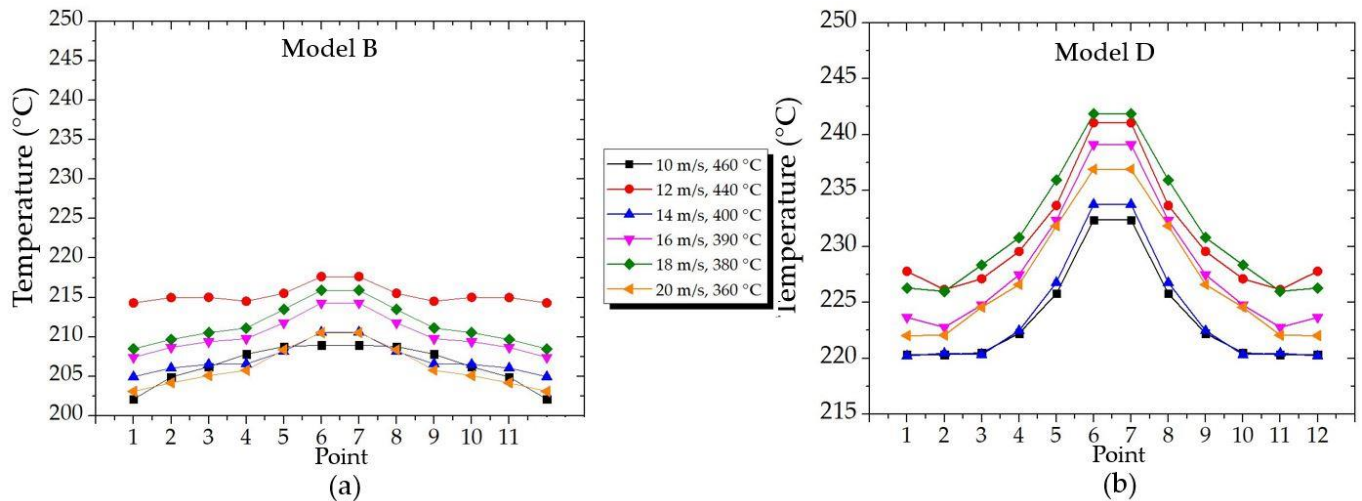 Model B
250
245
240
235
230
225
220
215
210
205
200
Temperature (°C)
1 2 3 4 5 6 7 8 9 10 11
Point
(a)
10 m/s, 460 °C
12 m/s, 440 °C
14 m/s, 400 °C
16 m/s, 390 °C
18 m/s, 380 °C
20 m/s, 360 °C
Model D
250
245
240
235
230
225
220
215
Temperature (°C)
1 2 3 4 5 6 7 8 9 10 11 12
Point
(b)